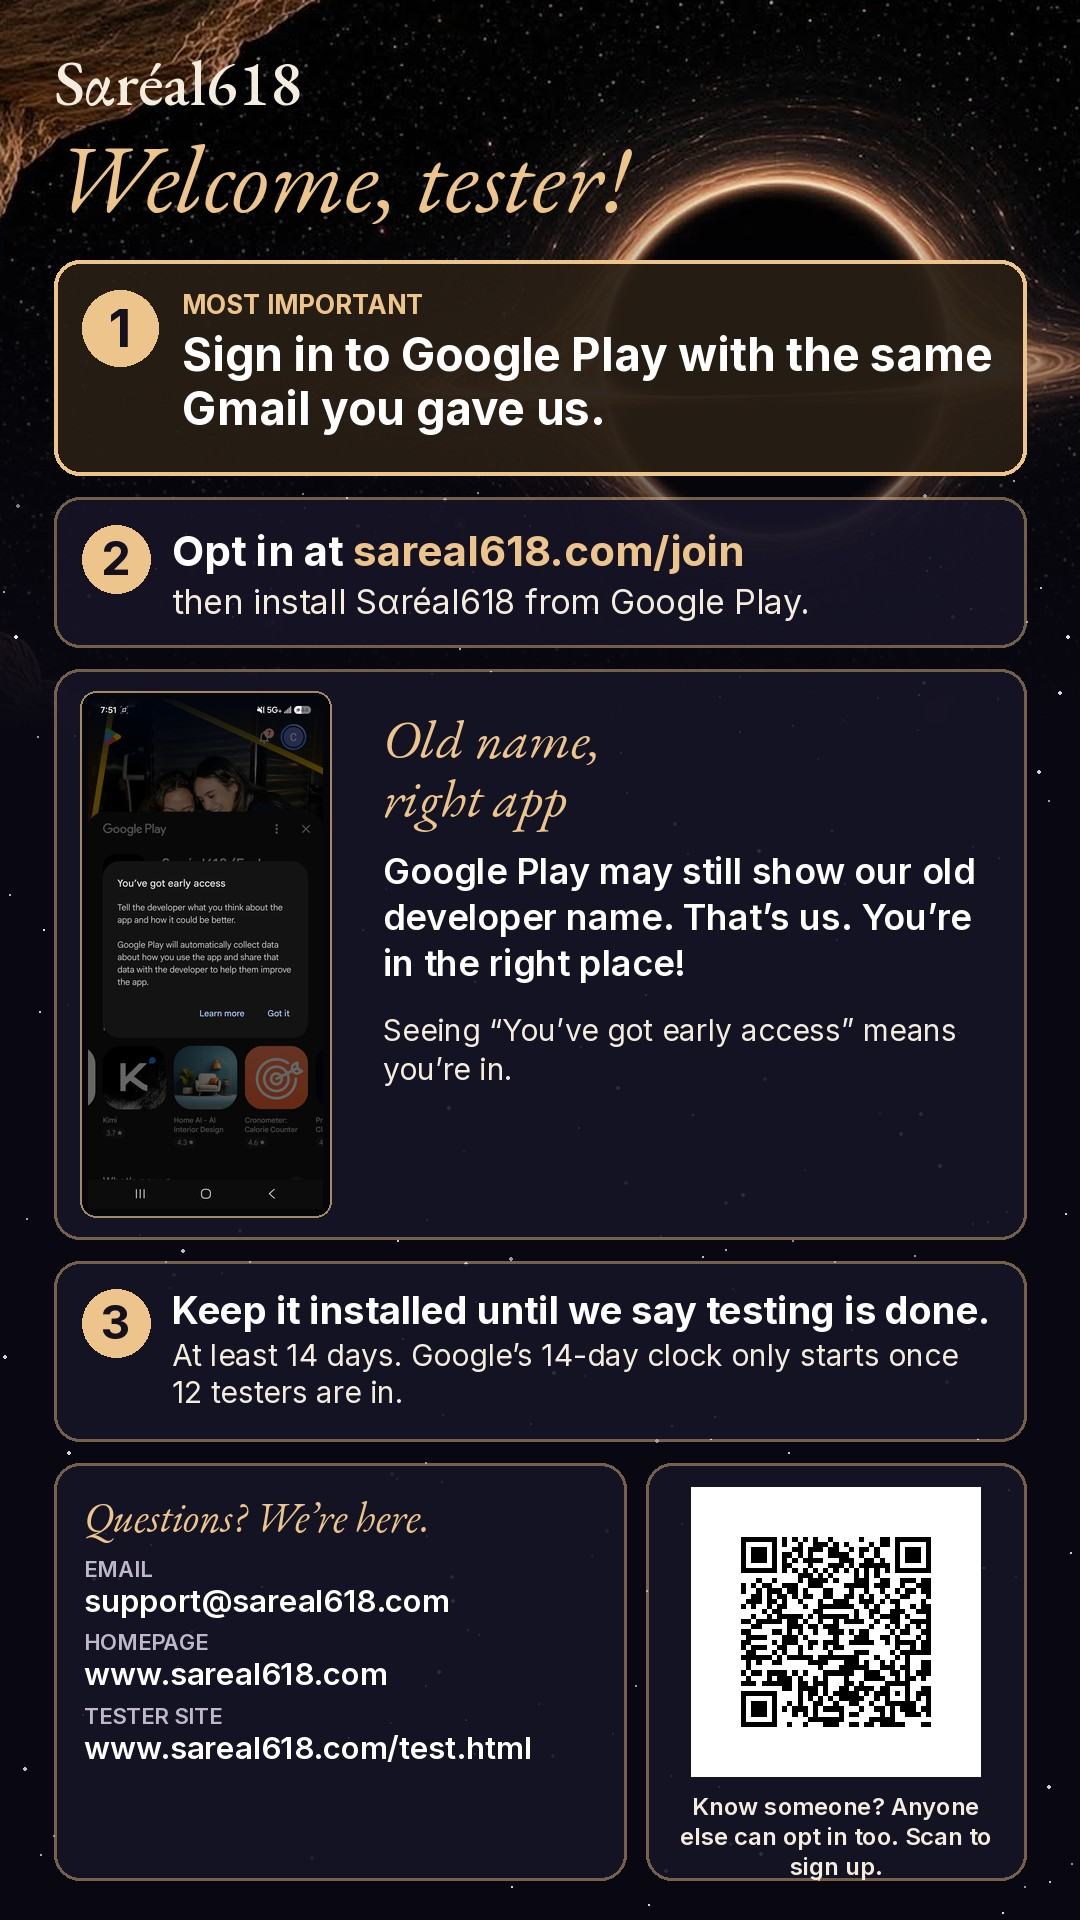 Sαréal618
Welcome, tester!
1
MOST IMPORTANT
Sign in to Google Play with the same
Gmail you gave us.
2
Opt in at sareal618.com/join
then install Sαréal618 from Google Play.
7:51
5G+
C
Google Play
You've got early access
Tell the developer what you think about the
app and how it could be better.
Google Play will automatically collect data
about how you use the app and share that
data with the developer to help them improve
the app.
Learn more Got it
K
Kimi
3.7★
Home AI - AI
Interior Design
4.3★
Cronometer:
Calorie Counter
4.6★
Old name,
right app
Google Play may still show our old
developer name. That’s us. You’re
in the right place!
Seeing “You’ve got early access” means
you’re in.
3
Keep it installed until we say testing is done.
At least 14 days. Google’s 14-day clock only starts once
12 testers are in.
Questions? We’re here.
EMAIL
support@sareal618.com
HOMEPAGE
www.sareal618.com
TESTER SITE
www.sareal618.com/test.html
Know someone? Anyone
else can opt in too. Scan to
sign up.